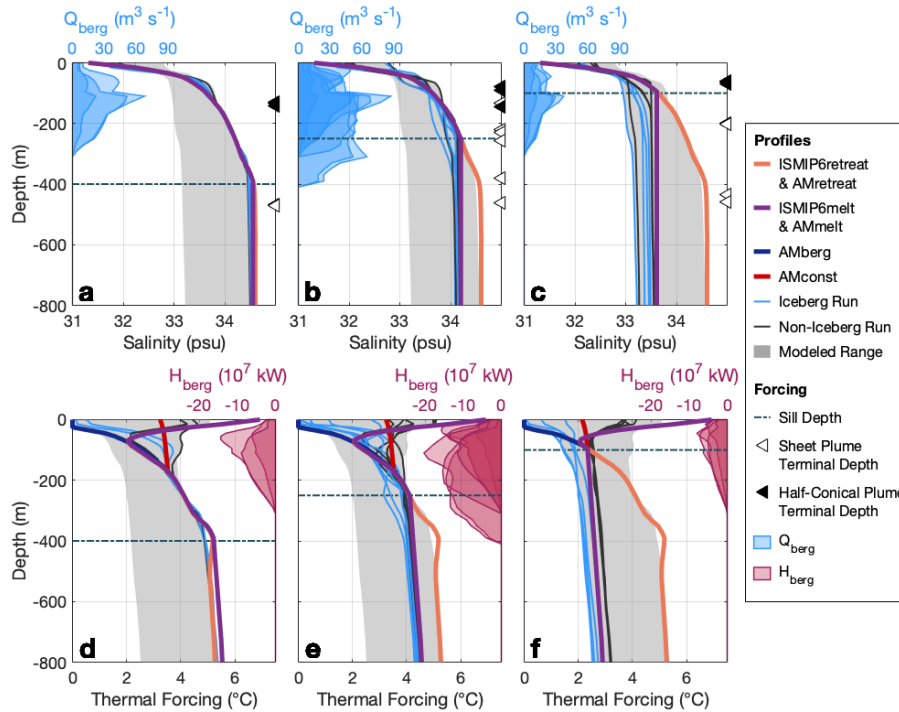 Q_berg (m³ s⁻¹)
0 30 60 90
Q_berg (m³ s⁻¹)
0 30 60 90
Q_berg (m³ s⁻¹)
0 30 60 90
Depth (m)
0
-200
-400
-600
-800
a
b
c
31 32 33 34
31 32 33 34
31 32 33 34
Salinity (psu)
Salinity (psu)
Salinity (psu)
H_berg (10⁷ kW)
-20 -10 0
H_berg (10⁷ kW)
-20 -10 0
H_berg (10⁷ kW)
-20 -10 0
Depth (m)
0
-200
-400
-600
-800
d
e
f
0 2 4 6
0 2 4 6
0 2 4 6
Thermal Forcing (°C)
Thermal Forcing (°C)
Thermal Forcing (°C)
Profiles
ISMIP6retreat
& AMretreat
ISMIP6melt
& AMmelt
AMberg
AMconst
Iceberg Run
Non-Iceberg Run
Modeled Range
Forcing
Sill Depth
Sheet Plume
Terminal Depth
Half-Conical Plume
Terminal Depth
Q_berg
H_berg